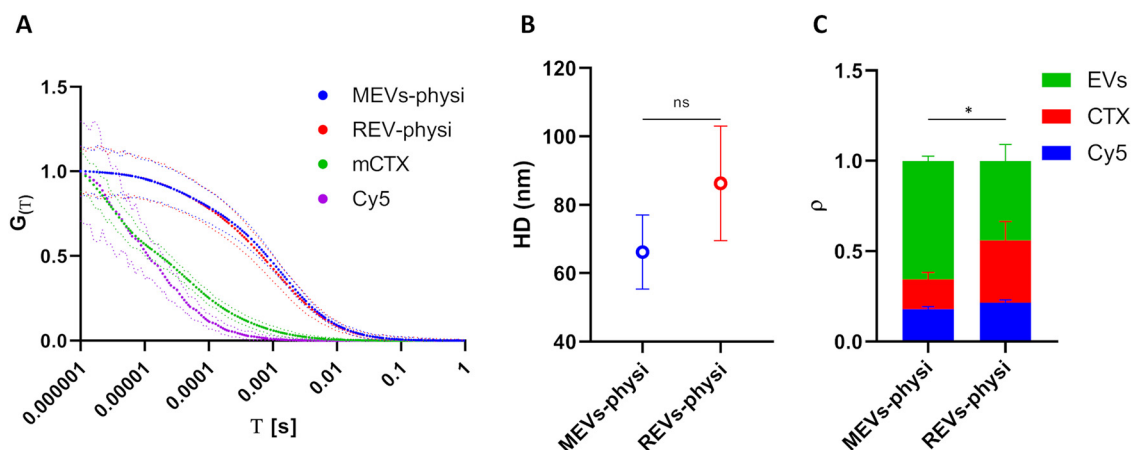 A
G(T)
1.5
1.0
0.5
0.0
0.000001
0.00001
0.0001
0.001
0.01
0.1
1
T [s]
MEVs-physi
REV-physi
mCTX
Cy5
B
HD (nm)
120
100
80
60
40
ns
MEVs-physi
REVs-physi
C
ρ
1.5
1.0
0.5
0.0
*
MEVs-physi
REVs-physi
EVs
CTX
Cy5